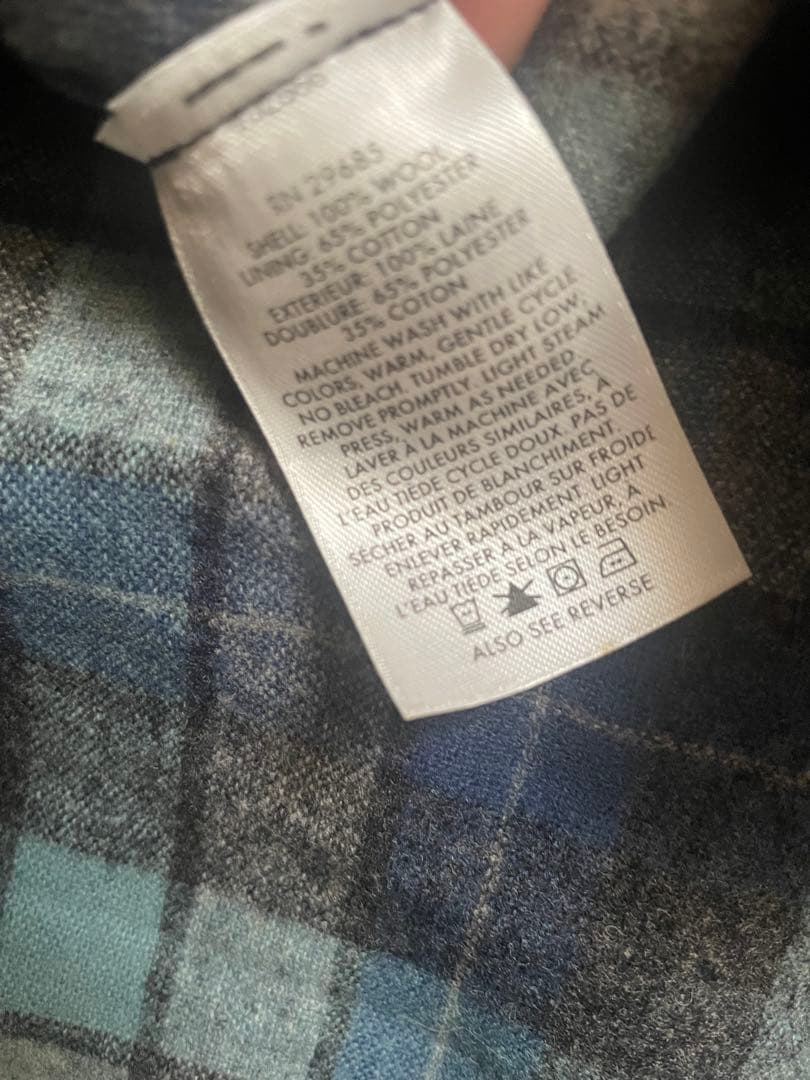 RN 29685
SHELL: 100% WOOL
LINING: 65% POLYESTER
35% COTTON
EXTERIEUR: 100% LAINE
DOUBLURE: 65% POLYESTER
35% COTON
MACHINE WASH WITH LIKE
COLORS, WARM, GENTLE CYCLE
NO BLEACH. TUMBLE DRY LOW,
REMOVE PROMPTLY. LIGHT STEAM
PRESS, WARM AS NEEDED.
LAVER À LA MACHINE AVEC
DES COULEURS SIMILAIRES, À
L'EAU TIEDE CYCLE DOUX. PAS DE
PRODUIT DE BLANCHIMENT.
SÈCHER AU TAMBOUR SUR FROIDE
ENLEVER RAPIDEMENT. LIGHT
REPASSER À LA VAPEUR, À
L'EAU TIEDE SELON LE BESOIN
ALSO SEE REVERSE